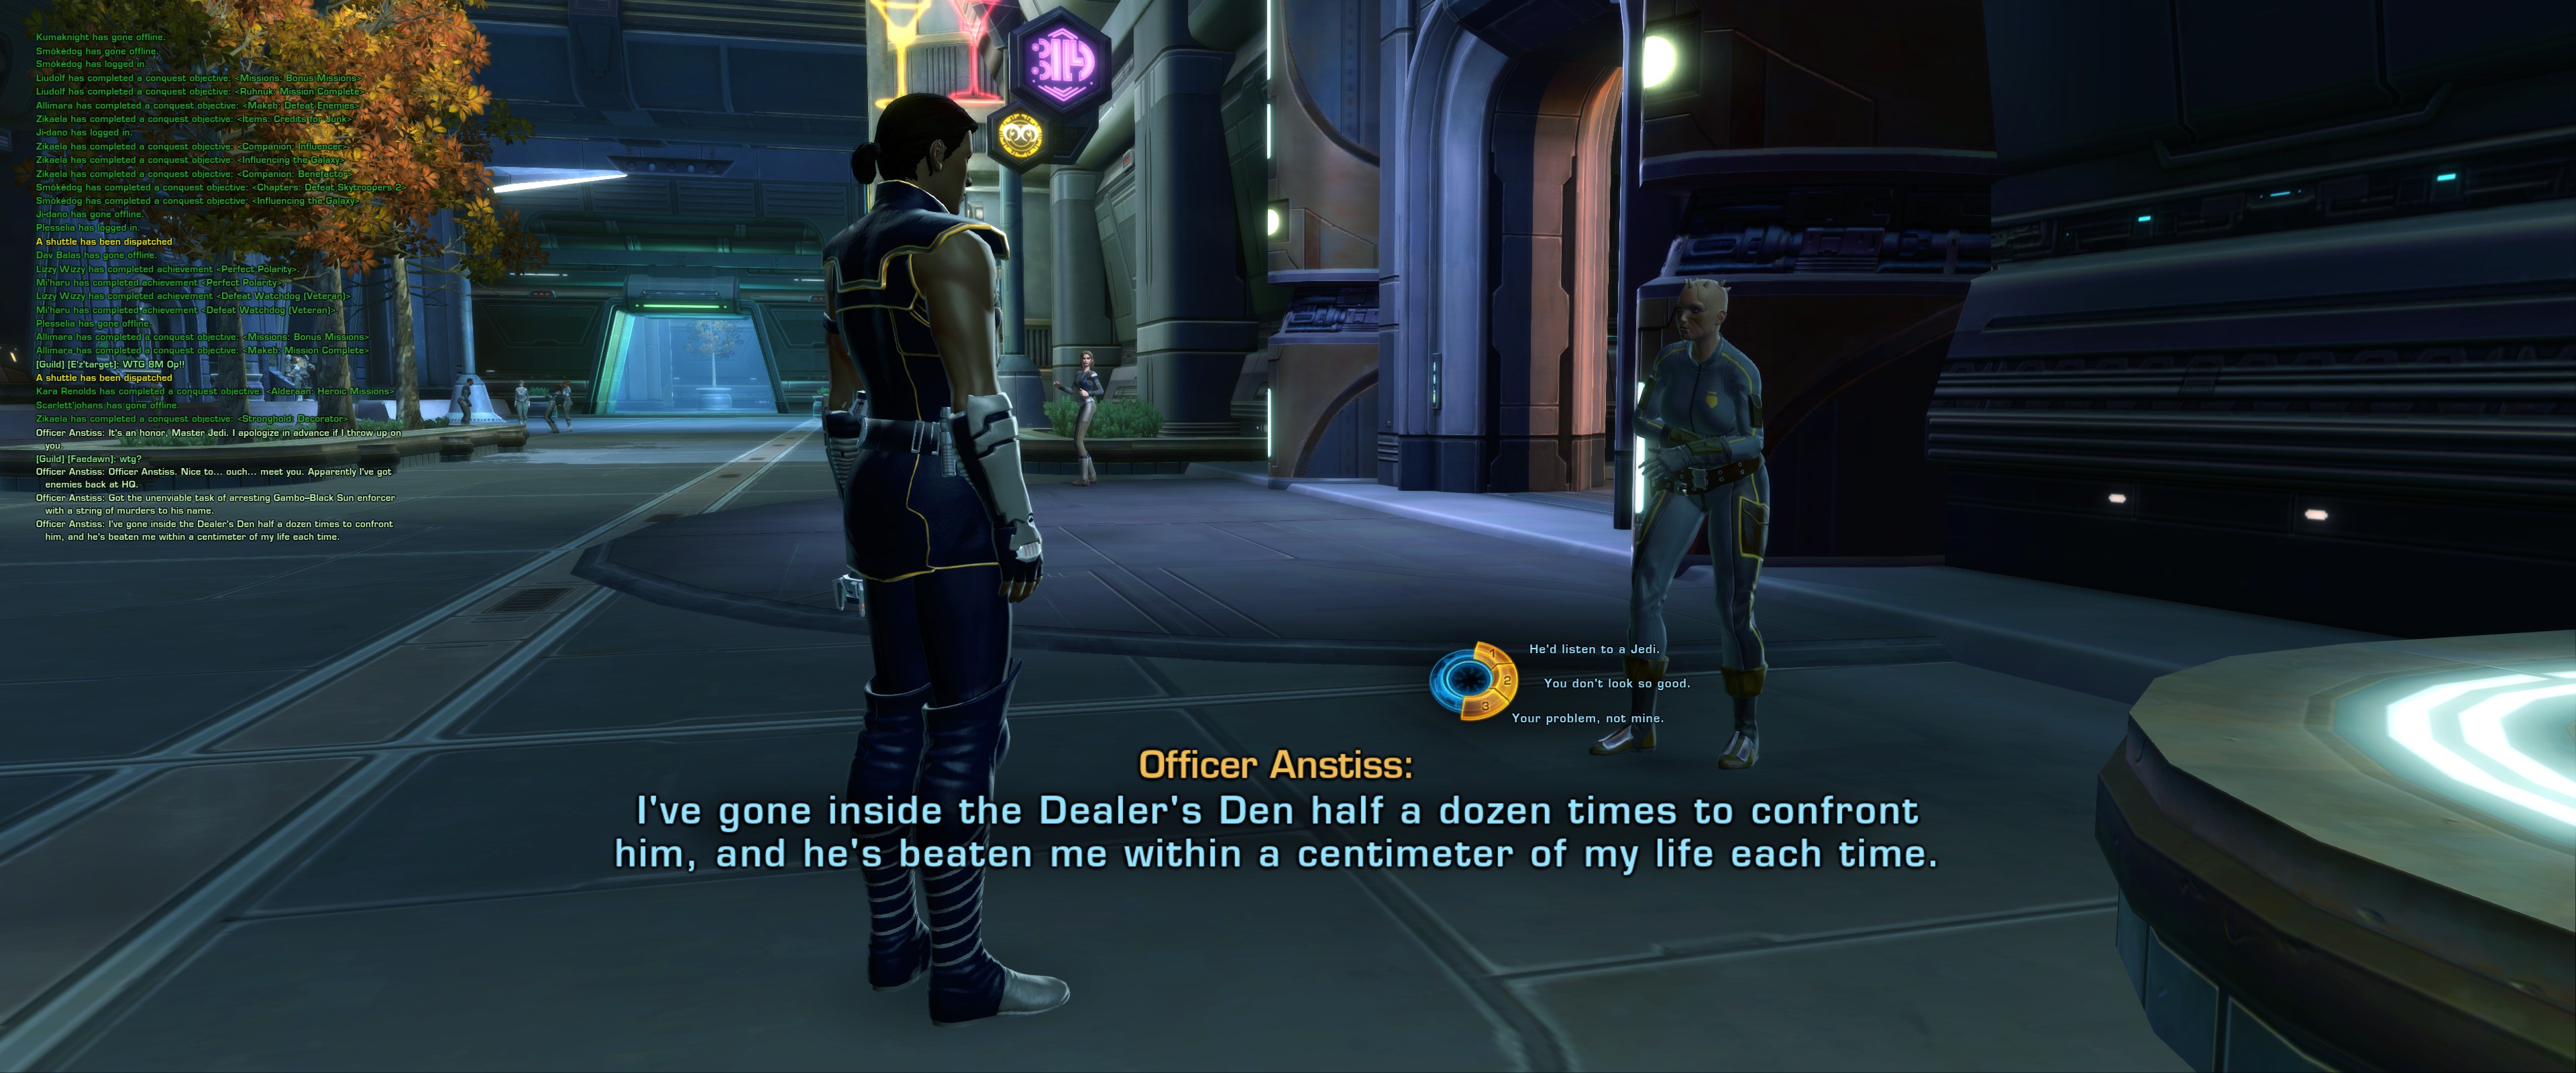 Kumaknight has gone offline.
Smökèdog has gone offline.
Smökèdog has logged in.
Liudolf has completed a conquest objective: <Missions: Bonus Missions>
Liudolf has completed a conquest objective: <Ruhnuk: Mission Complete>
Allimara has completed a conquest objective: <Makeb: Defeat Enemies>
Zikaela has completed a conquest objective: <Items: Credits for Junk>
Ji-dano has logged in.
Zikaela has completed a conquest objective: <Companion: Influencer>
Zikaela has completed a conquest objective: <Influencing the Galaxy>
Zikaela has completed a conquest objective: <Companion: Benefactor>
Smökèdog has completed a conquest objective: <Chapters: Defeat Skytroopers 2>
Smökèdog has completed a conquest objective: <Influencing the Galaxy>
Ji-dano has gone offline.
Plesselia has logged in.
A shuttle has been dispatched
Dav Balas has gone offline.
Lizzy Wizzy has completed achievement <Perfect Polarity>.
Mi'haru has completed achievement <Perfect Polarity>.
Lizzy Wizzy has completed achievement <Defeat Watchdog (Veteran)>
Mi'haru has completed achievement <Defeat Watchdog (Veteran)>
Plesselia has gone offline.
Allimara has completed a conquest objective: <Missions: Bonus Missions>
Allimara has completed a conquest objective: <Makeb: Mission Complete>
[Guild] [E'z'target]: WTG 8M Op!!
A shuttle has been dispatched
Kara Renolds has completed a conquest objective: <Alderaan: Heroic Missions>
Scarlett'johans has gone offline.
Zikaela has completed a conquest objective: <Stronghold: Decorator>
Officer Anstiss: It's an honor, Master Jedi. I apologize in advance if I throw up on
you.
[Guild] [Faedawn]: wtg?
Officer Anstiss: Officer Anstiss. Nice to... ouch... meet you. Apparently I've got
enemies back at HQ.
Officer Anstiss: Got the unenviable task of arresting Gambo–Black Sun enforcer
with a string of murders to his name.
Officer Anstiss: I've gone inside the Dealer's Den half a dozen times to confront
him, and he's beaten me within a centimeter of my life each time.
1 He'd listen to a Jedi.
2 You don't look so good.
3 Your problem, not mine.
Officer Anstiss:
I've gone inside the Dealer's Den half a dozen times to confront
him, and he's beaten me within a centimeter of my life each time.